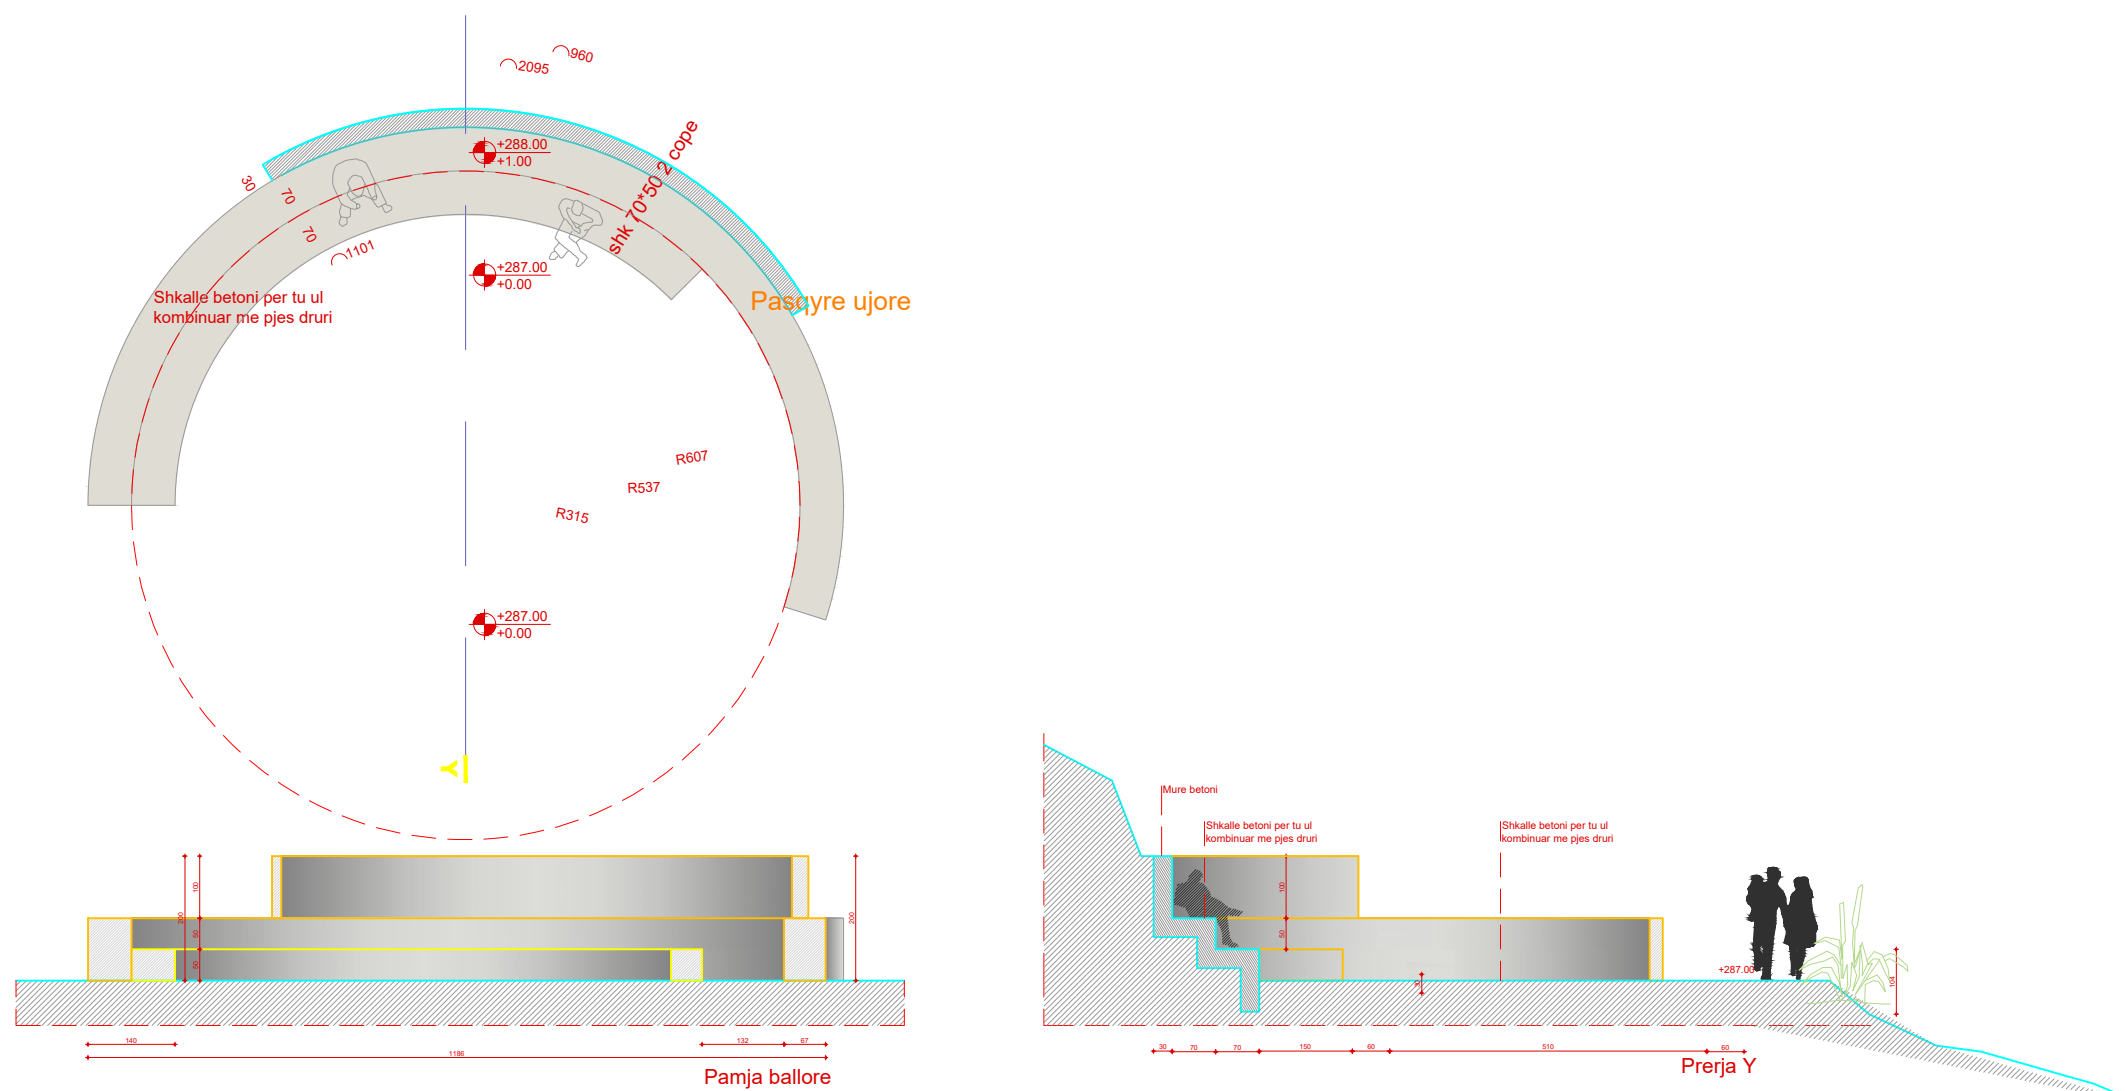 960
2095
+288.00
+1.00
shk 70*50 2 cope
30
70
70
1101
+287.00
+0.00
Shkalle betoni per tu ul
kombinuar me pjes druri
Pasqyre ujore
R607
R537
R315
+287.00
+0.00
Y
Mure betoni
Shkalle betoni per tu ul
kombinuar me pjes druri
Shkalle betoni per tu ul
kombinuar me pjes druri
200
100
50
50
200
100
50
30
+287.00
104
140
132
67
1186
Pamja ballore
30
70
70
150
60
510
60
Prerja Y